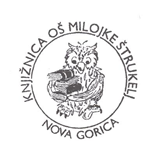 KNJIŽNICA OŠ MILOJKE ŠTRUKELJ
NOVA GORICA